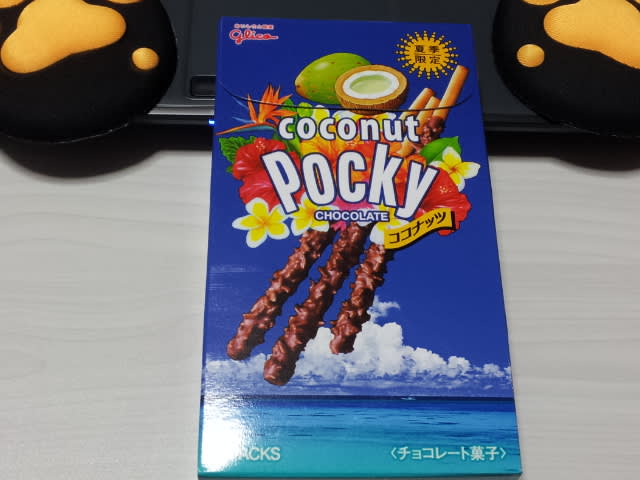 glico
夏季
限定
coconut
Pocky
CHOCOLATE
ココナッツ
〈チョコレート菓子〉